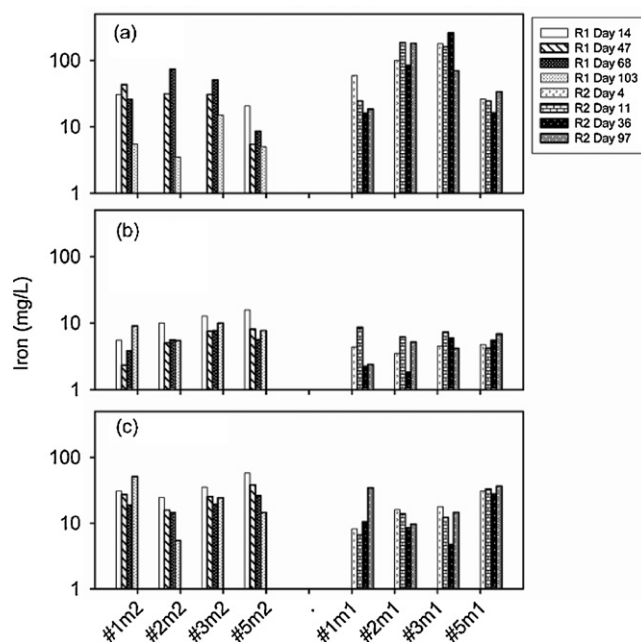 (a)
100
10
1
R1 Day 14
R1 Day 47
R1 Day 68
R1 Day 103
R2 Day 4
R2 Day 11
R2 Day 36
R2 Day 97
(b)
100
10
1
Iron (mg/L)
(c)
100
10
1
#1m2
#2m2
#3m2
#5m2
.
#1m1
#2m1
#3m1
#5m1